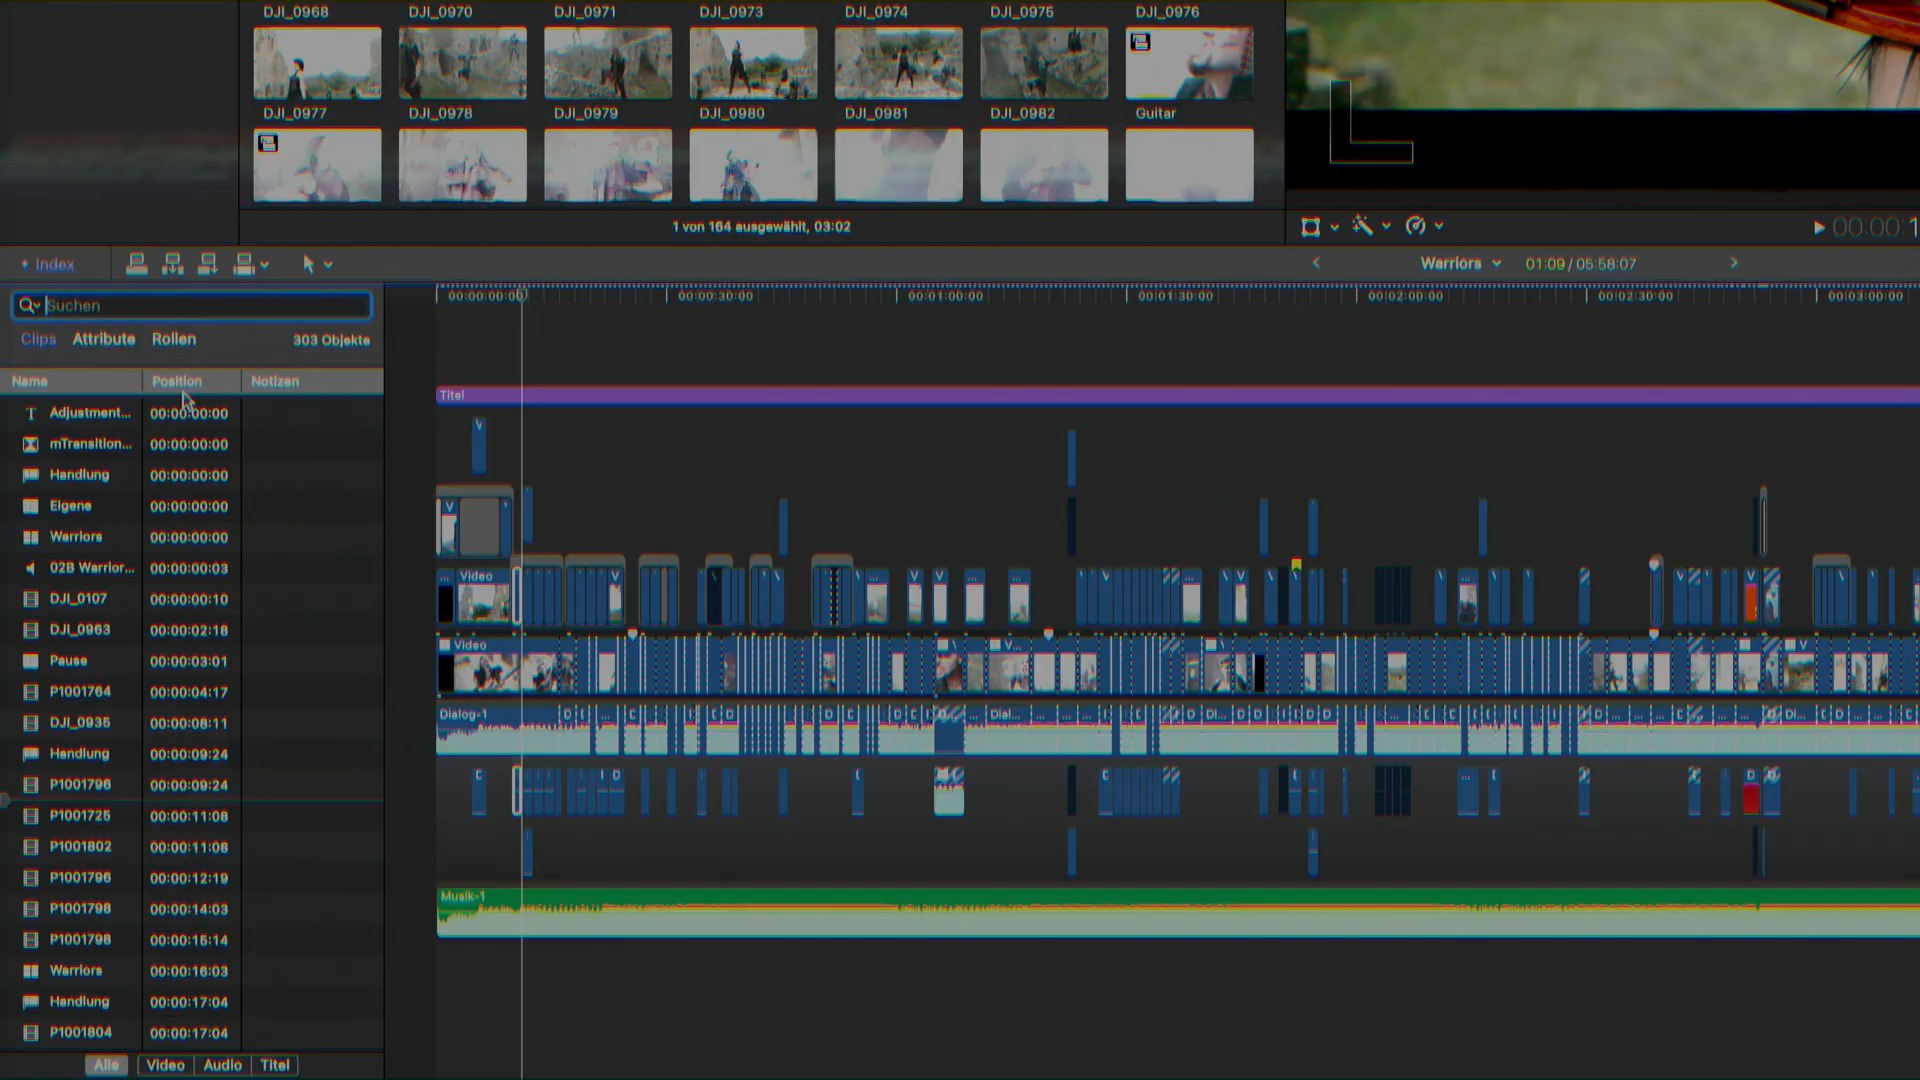 DJI_0968 DJI_0970 DJI_0971 DJI_0973 DJI_0974 DJI_0975 DJI_0976
DJI_0977 DJI_0978 DJI_0979 DJI_0980 DJI_0981 DJI_0982 Guitar
1 von 164 ausgewählt, 03:02
Index
Warriors 01:09 / 05:58:07
Suchen
Clips Attribute Rollen 303 Objekte
Name Position Notizen
Adjustment... 00:00:00:00
mTransition... 00:00:00:00
Handlung 00:00:00:00
Eigene 00:00:00:00
Warriors 00:00:00:00
02B Warrior... 00:00:00:03
DJI_0107 00:00:00:10
DJI_0963 00:00:02:18
Pause 00:00:03:01
P1001764 00:00:04:17
DJI_0935 00:00:08:11
Handlung 00:00:09:24
P1001796 00:00:09:24
P1001725 00:00:11:08
P1001802 00:00:11:08
P1001796 00:00:12:19
P1001798 00:00:14:03
P1001798 00:00:15:14
Warriors 00:00:16:03
Handlung 00:00:17:04
P1001804 00:00:17:04
Alle Video Audio Titel
00:00:00:00 00:00:30:00 00:01:00:00 00:01:30:00 00:02:00:00 00:02:30:00 00:03:00:00
Titel
Video
Video
Dialog-1
Musik-1